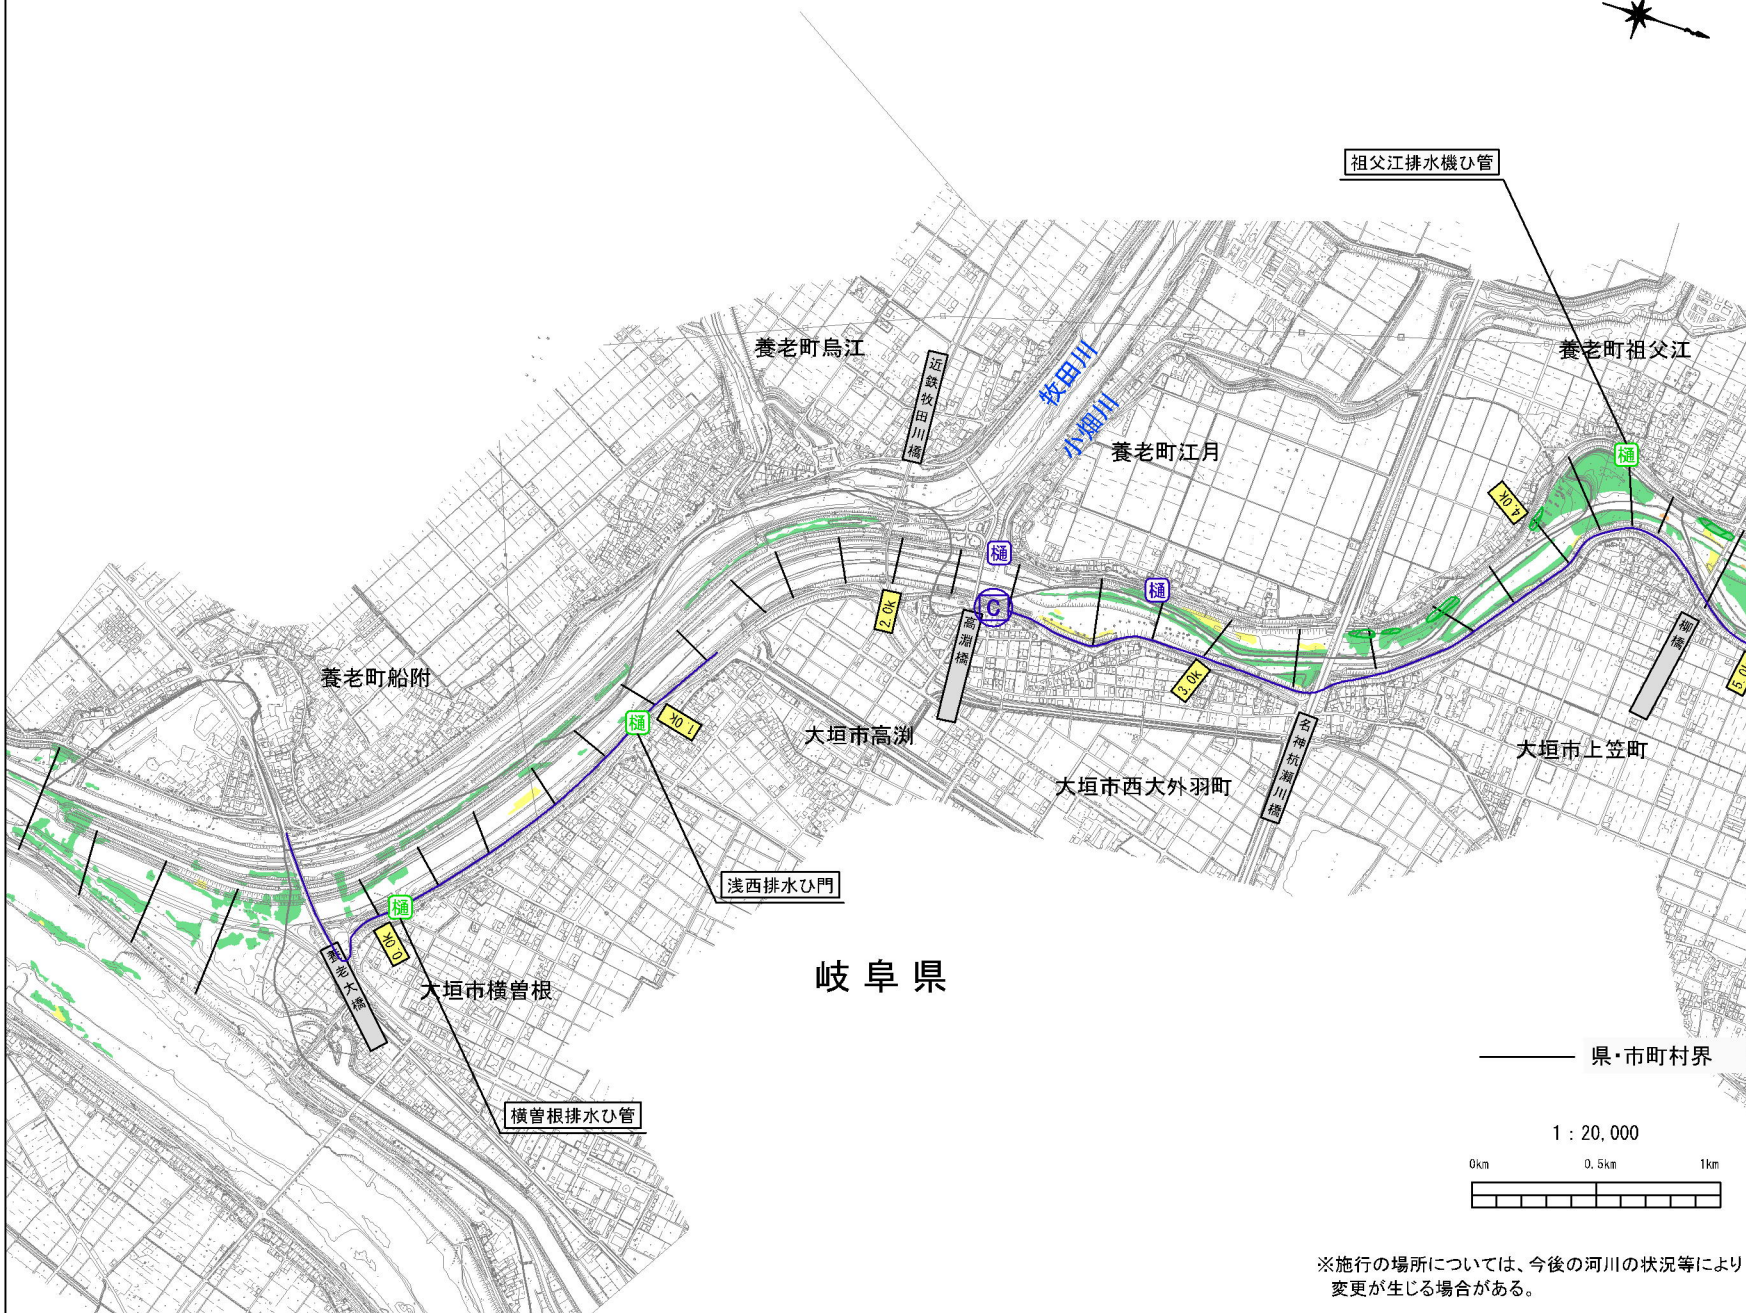 祖父江排水機ひ管
養老町烏江
養老町祖父江
近鉄牧田川橋
牧田川
小畑川
養老町江月
樋
4.0k
樋
樋
2.0k
C
高淵橋
柳橋
3.0k
5.0
養老町船附
1.0k
樋
大垣市高渕
名神杭瀬川橋
大垣市上笠町
大垣市西大外羽町
浅西排水ひ門
樋
0.0k
養老大橋
大垣市横曽根
岐阜県
県・市町村界
横曽根排水ひ管
1:20,000
0km 0.5km 1km
※施行の場所については、今後の河川の状況等により
変更が生じる場合がある。